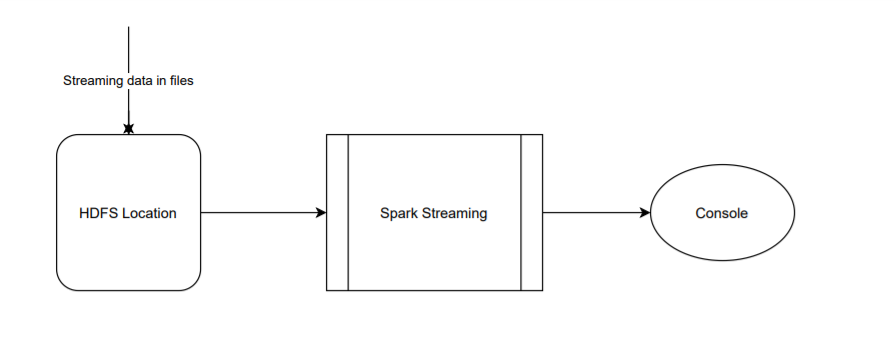 Streaming data in files
HDFS Location
Spark Streaming
Console